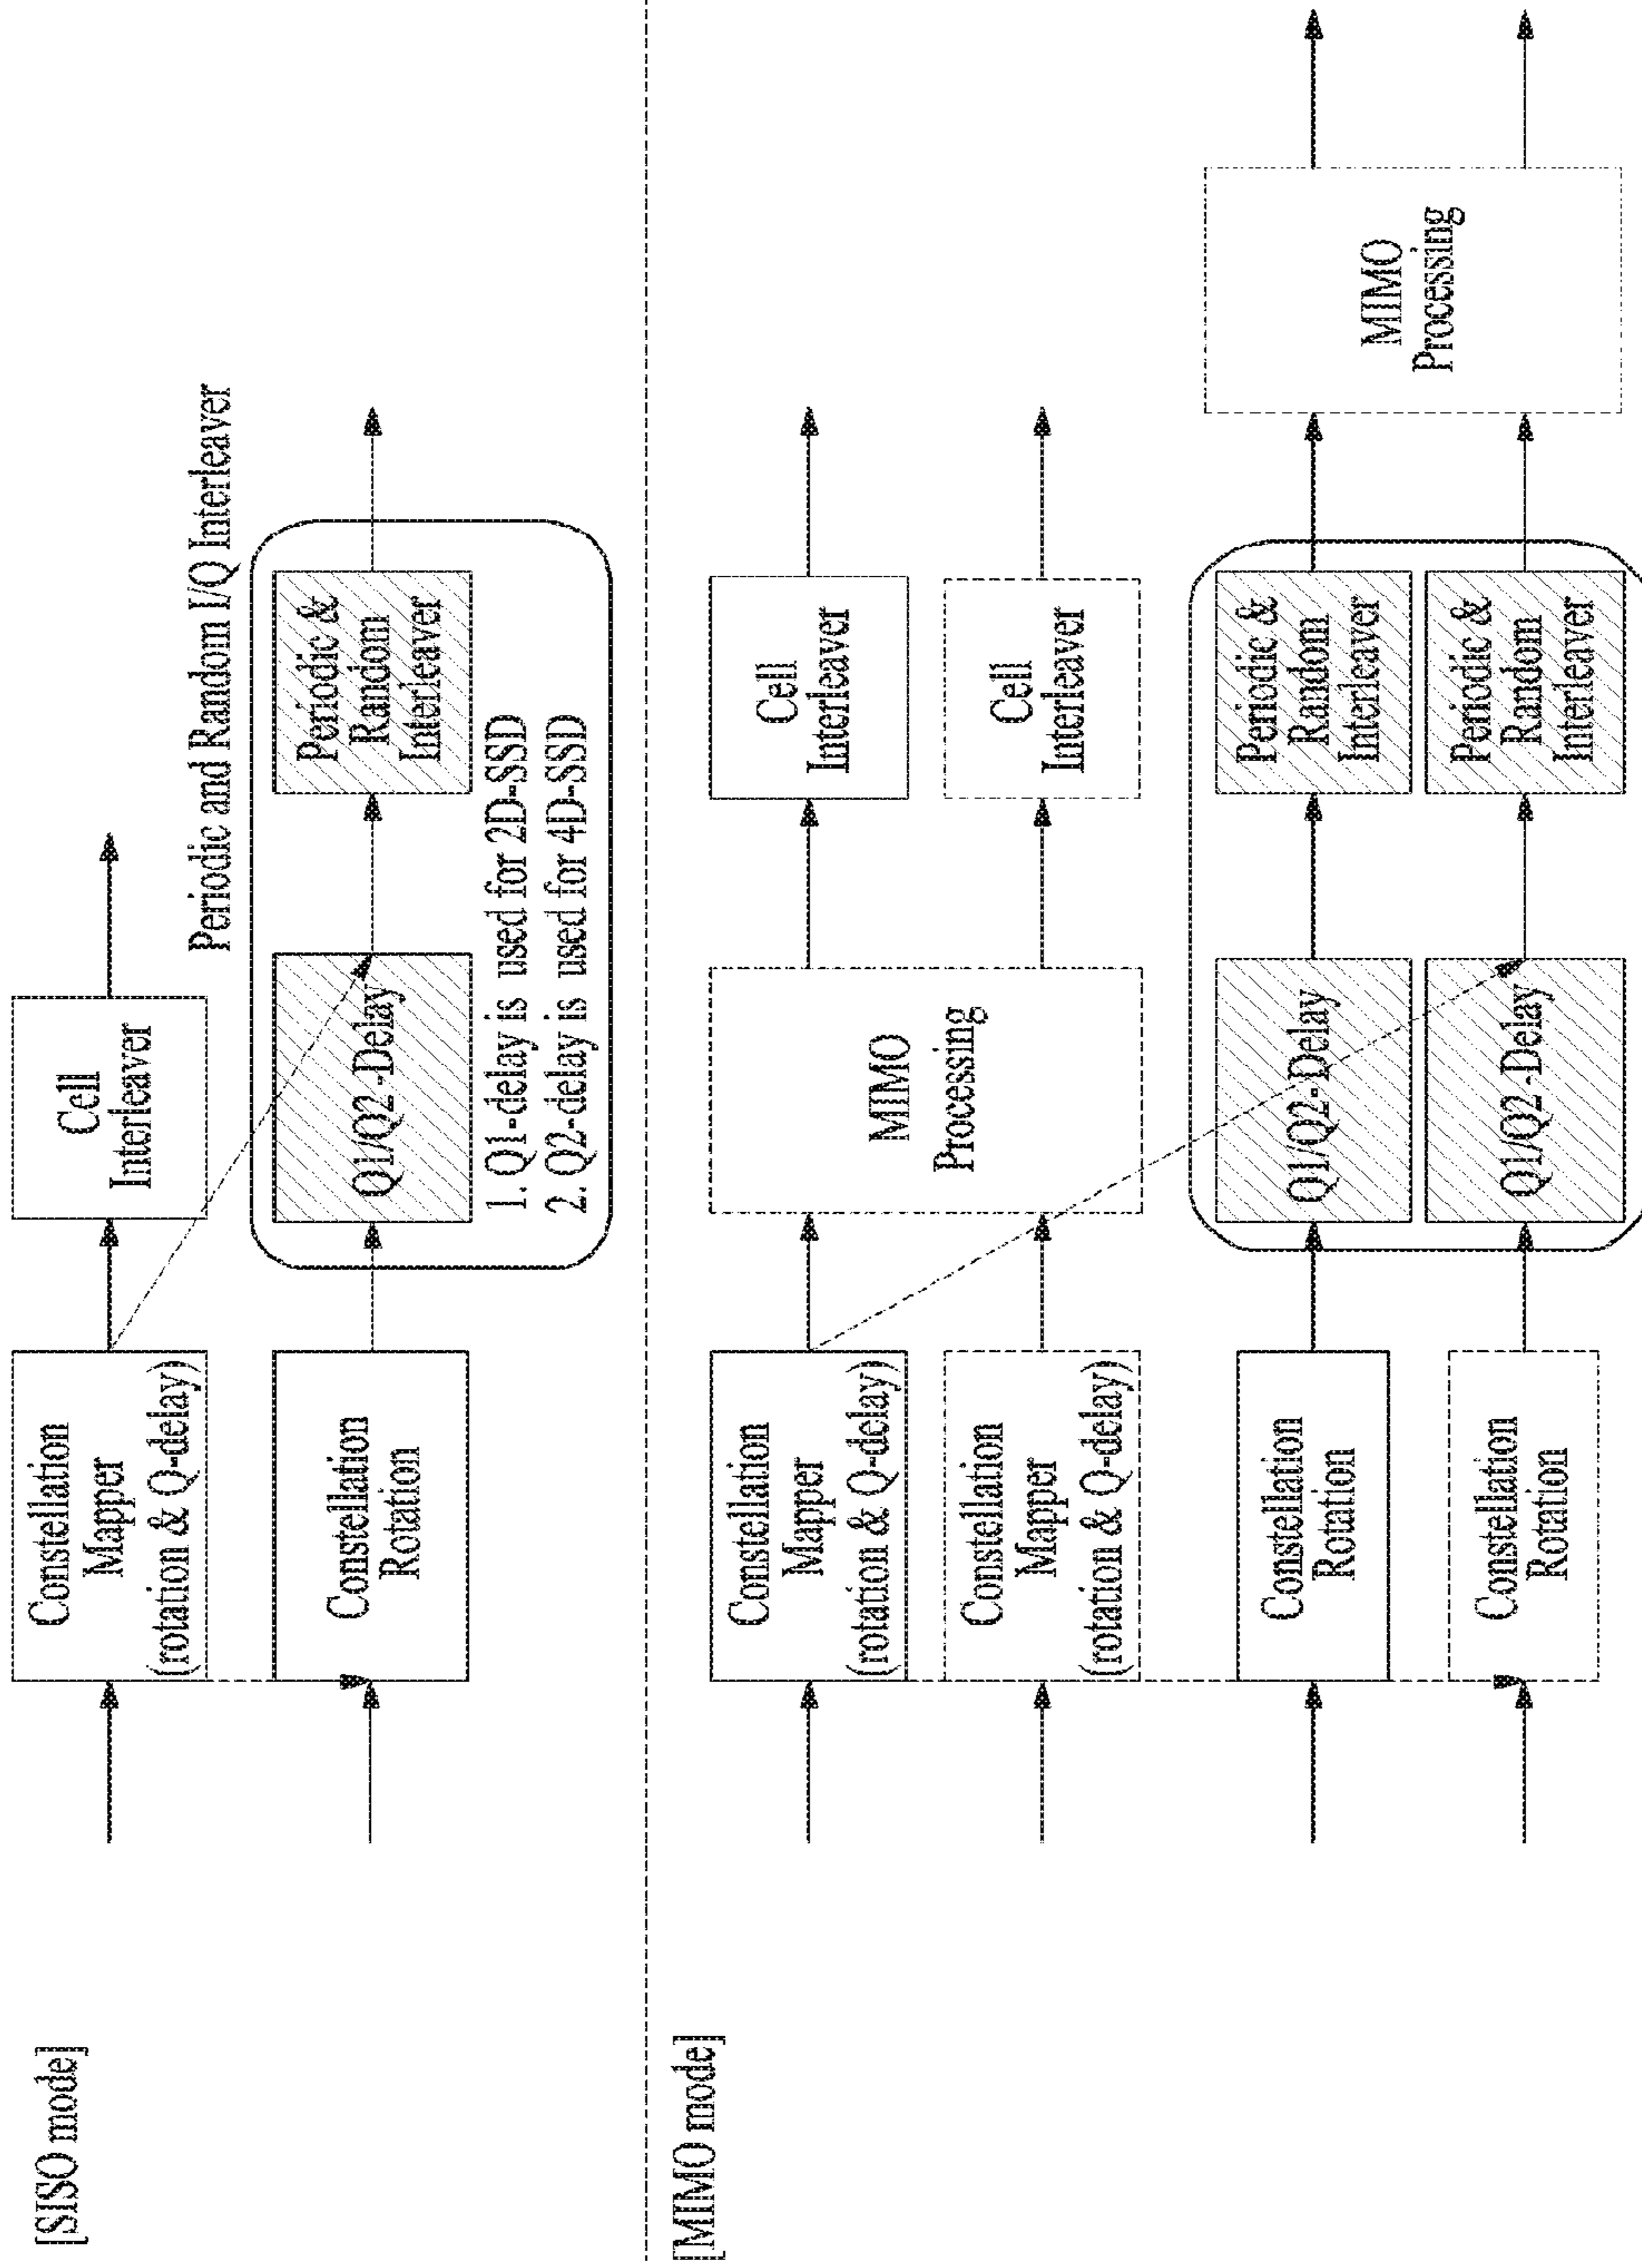 [SISO mode]
Constellation
Mapper
(rotation & Q-delay)
Cell
Interleaver
Periodic and Random I/Q Interleaver
Constellation
Rotation
Q1/Q2-Delay
Periodic &
Random
Interleaver
1. Q1-delay is used for 2D-SSD
2. Q2-delay is used for 4D-SSD
[MIMO mode]
Constellation
Mapper
(rotation & Q-delay)
Constellation
Mapper
(rotation & Q-delay)
MIMO
Processing
Cell
Interleaver
Cell
Interleaver
Constellation
Rotation
Constellation
Rotation
Q1/Q2-Delay
Q1/Q2-Delay
Periodic &
Random
Interleaver
Periodic &
Random
Interleaver
MIMO
Processing